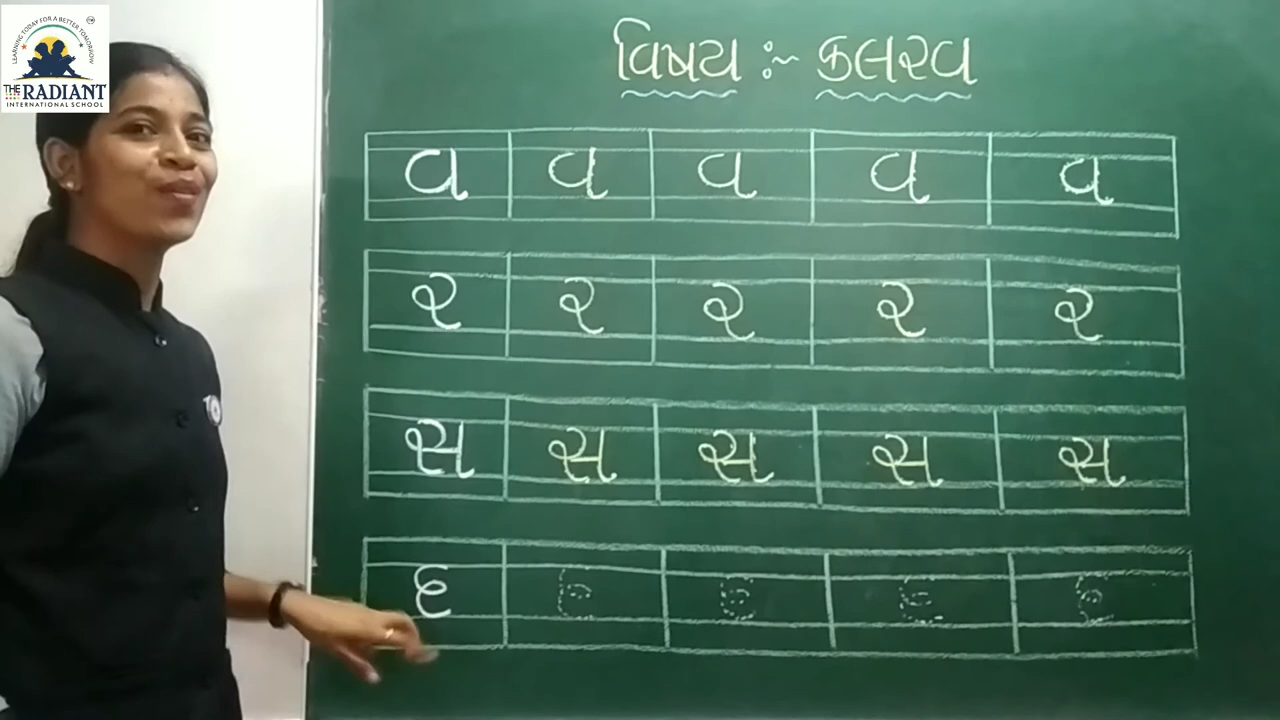 LEARNING TODAY FOR A BETTER TOMORROW
THE RADIANT
INTERNATIONAL SCHOOL
વિષય :~ કલરવ
વ વ વ વ વ
ર ર ર ર ર
સ સ સ સ સ
દ દ દ દ દ